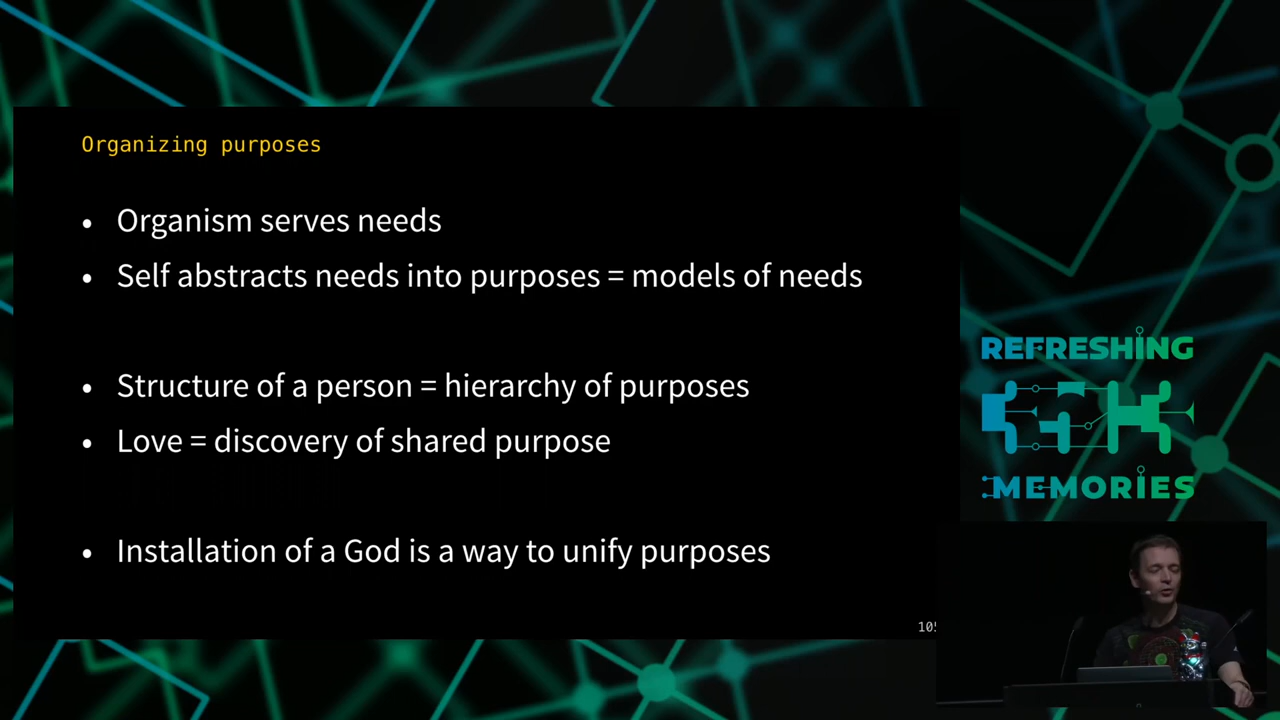 Organizing purposes
• Organism serves needs
• Self abstracts needs into purposes = models of needs
• Structure of a person = hierarchy of purposes
• Love = discovery of shared purpose
• Installation of a God is a way to unify purposes
105
REFRESHING
MEMORIES